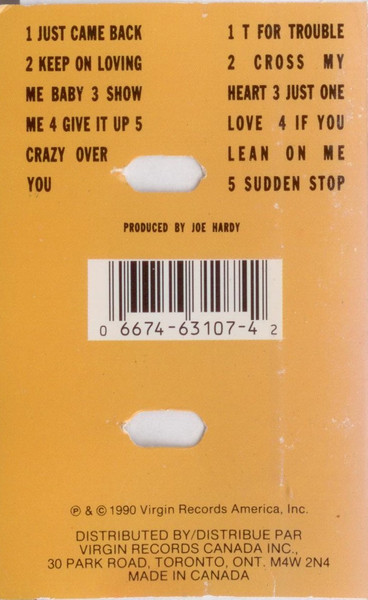 1 JUST CAME BACK
2 KEEP ON LOVING
ME BABY 3 SHOW
ME 4 GIVE IT UP 5
CRAZY OVER
YOU
1 T FOR TROUBLE
2 CROSS MY
HEART 3 JUST ONE
LOVE 4 IF YOU
LEAN ON ME
5 SUDDEN STOP
PRODUCED BY JOE HARDY
0 6674-63107-4 2
℗ & © 1990 Virgin Records America, Inc.
DISTRIBUTED BY/DISTRIBUE PAR
VIRGIN RECORDS CANADA INC.,
30 PARK ROAD, TORONTO, ONT. M4W 2N4
MADE IN CANADA